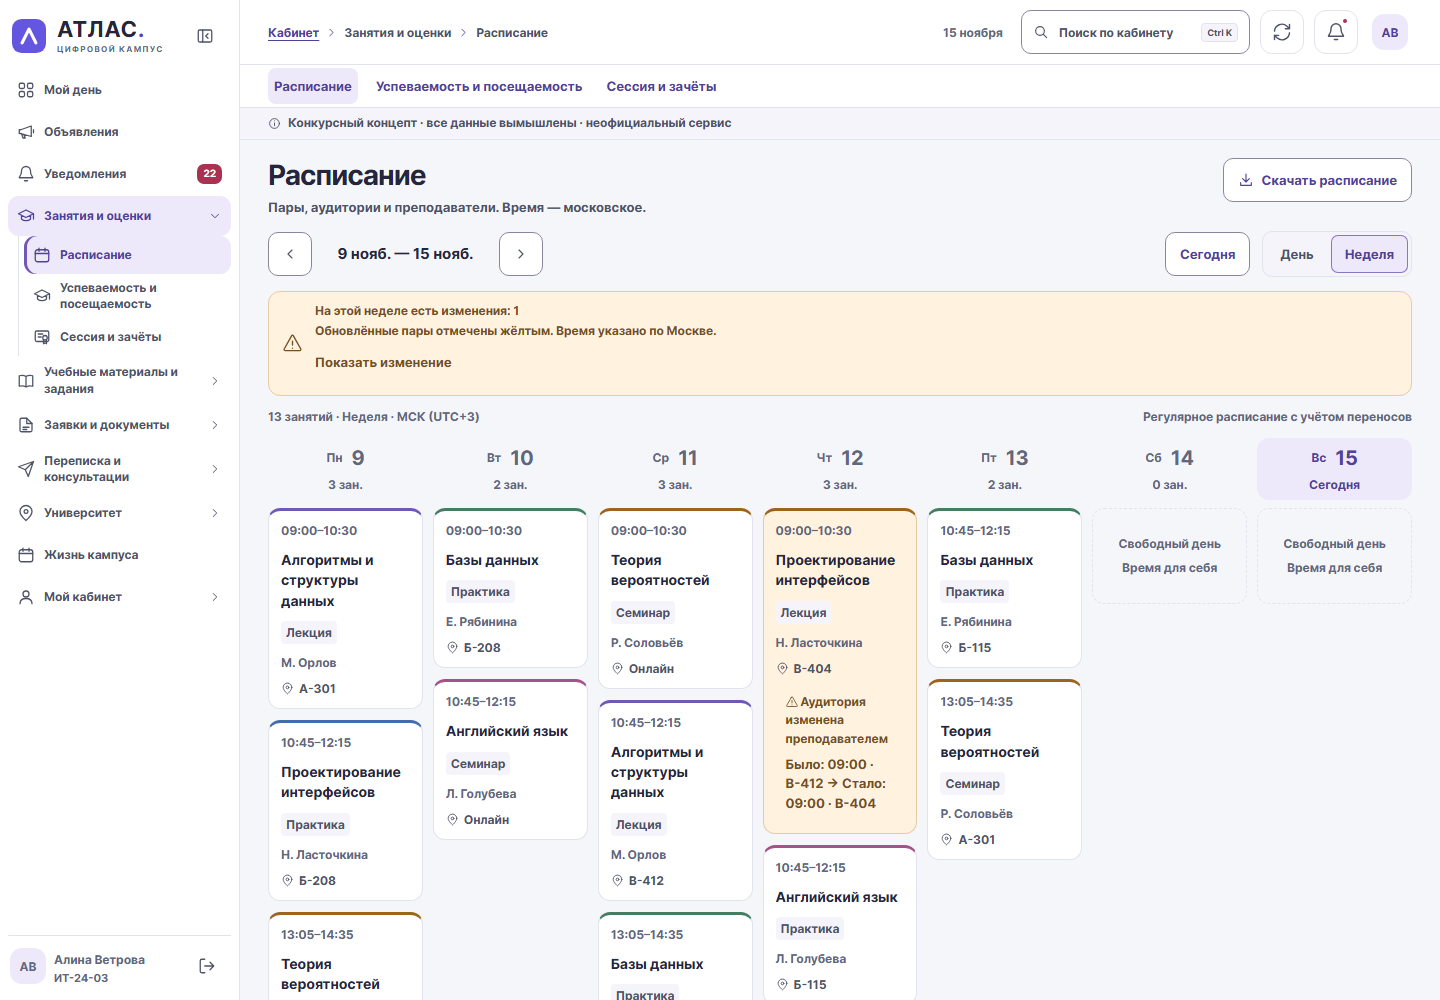 АТЛАС.
ЦИФРОВОЙ КАМПУС
Мой день
Объявления
Уведомления
22
Занятия и оценки
Расписание
Успеваемость и
посещаемость
Сессия и зачёты
Учебные материалы и
задания
Заявки и документы
Переписка и
консультации
Университет
Жизнь кампуса
Мой кабинет
АВ
Алина Ветрова
ИТ-24-03
Кабинет
Занятия и оценки
Расписание
15 ноября
Поиск по кабинету
Ctrl K
АВ
Расписание
Успеваемость и посещаемость
Сессия и зачёты
Конкурсный концепт · все данные вымышлены · неофициальный сервис
Расписание
Пары, аудитории и преподаватели. Время — московское.
Скачать расписание
9 нояб. — 15 нояб.
Сегодня
День
Неделя
На этой неделе есть изменения: 1
Обновлённые пары отмечены жёлтым. Время указано по Москве.
Показать изменение
13 занятий · Неделя · МСК (UTC+3)
Регулярное расписание с учётом переносов
Пн 9
3 зан.
09:00–10:30
Алгоритмы и
структуры
данных
Лекция
М. Орлов
А-301
10:45–12:15
Проектирование
интерфейсов
Практика
Н. Ласточкина
Б-208
13:05–14:35
Теория
вероятностей
Вт 10
2 зан.
09:00–10:30
Базы данных
Практика
Е. Рябинина
Б-208
10:45–12:15
Английский язык
Семинар
Л. Голубева
Онлайн
Ср 11
3 зан.
09:00–10:30
Теория
вероятностей
Семинар
Р. Соловьёв
Онлайн
10:45–12:15
Алгоритмы и
структуры
данных
Лекция
М. Орлов
В-412
13:05–14:35
Базы данных
Практика
Чт 12
3 зан.
09:00–10:30
Проектирование
интерфейсов
Лекция
Н. Ласточкина
В-404
Аудитория
изменена
преподавателем
Было: 09:00 ·
В-412 → Стало:
09:00 · В-404
10:45–12:15
Английский язык
Практика
Л. Голубева
Б-115
Пт 13
2 зан.
10:45–12:15
Базы данных
Практика
Е. Рябинина
Б-115
13:05–14:35
Теория
вероятностей
Семинар
Р. Соловьёв
А-301
Сб 14
0 зан.
Свободный день
Время для себя
Вс 15
Сегодня
Свободный день
Время для себя